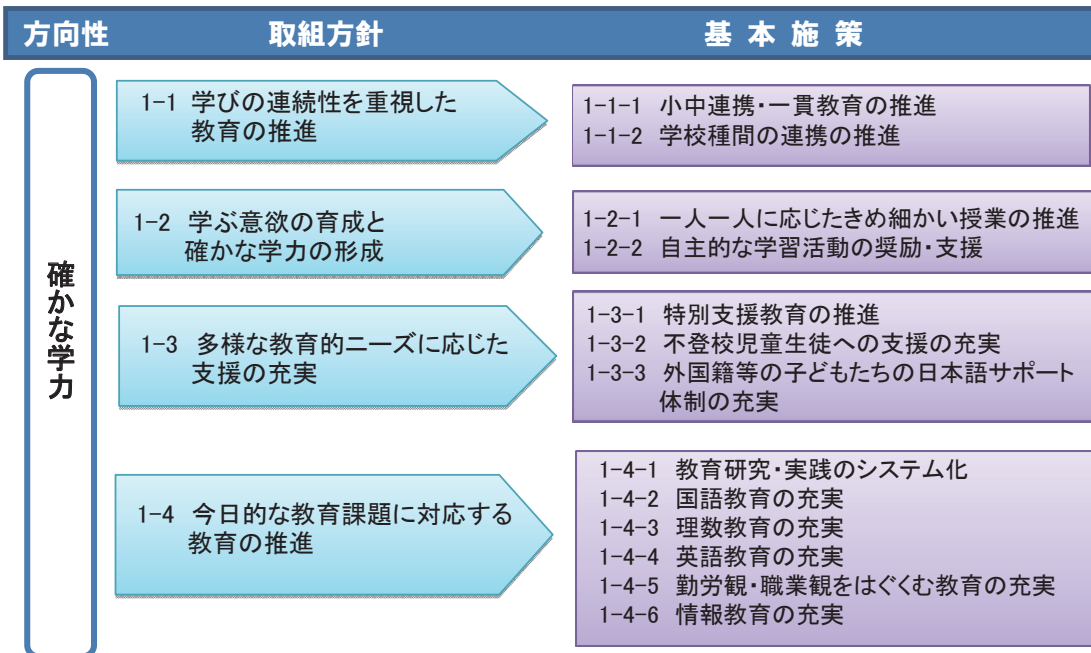 方向性 取組方針 基本施策
確かな学力
1-1 学びの連続性を重視した
教育の推進
1-1-1 小中連携・一貫教育の推進
1-1-2 学校種間の連携の推進
1-2 学ぶ意欲の育成と
確かな学力の形成
1-2-1 一人一人に応じたきめ細かい授業の推進
1-2-2 自主的な学習活動の奨励・支援
1-3 多様な教育的ニーズに応じた
支援の充実
1-3-1 特別支援教育の推進
1-3-2 不登校児童生徒への支援の充実
1-3-3 外国籍等の子どもたちの日本語サポート
体制の充実
1-4 今日的な教育課題に対応する
教育の推進
1-4-1 教育研究・実践のシステム化
1-4-2 国語教育の充実
1-4-3 理数教育の充実
1-4-4 英語教育の充実
1-4-5 勤労観・職業観をはぐくむ教育の充実
1-4-6 情報教育の充実